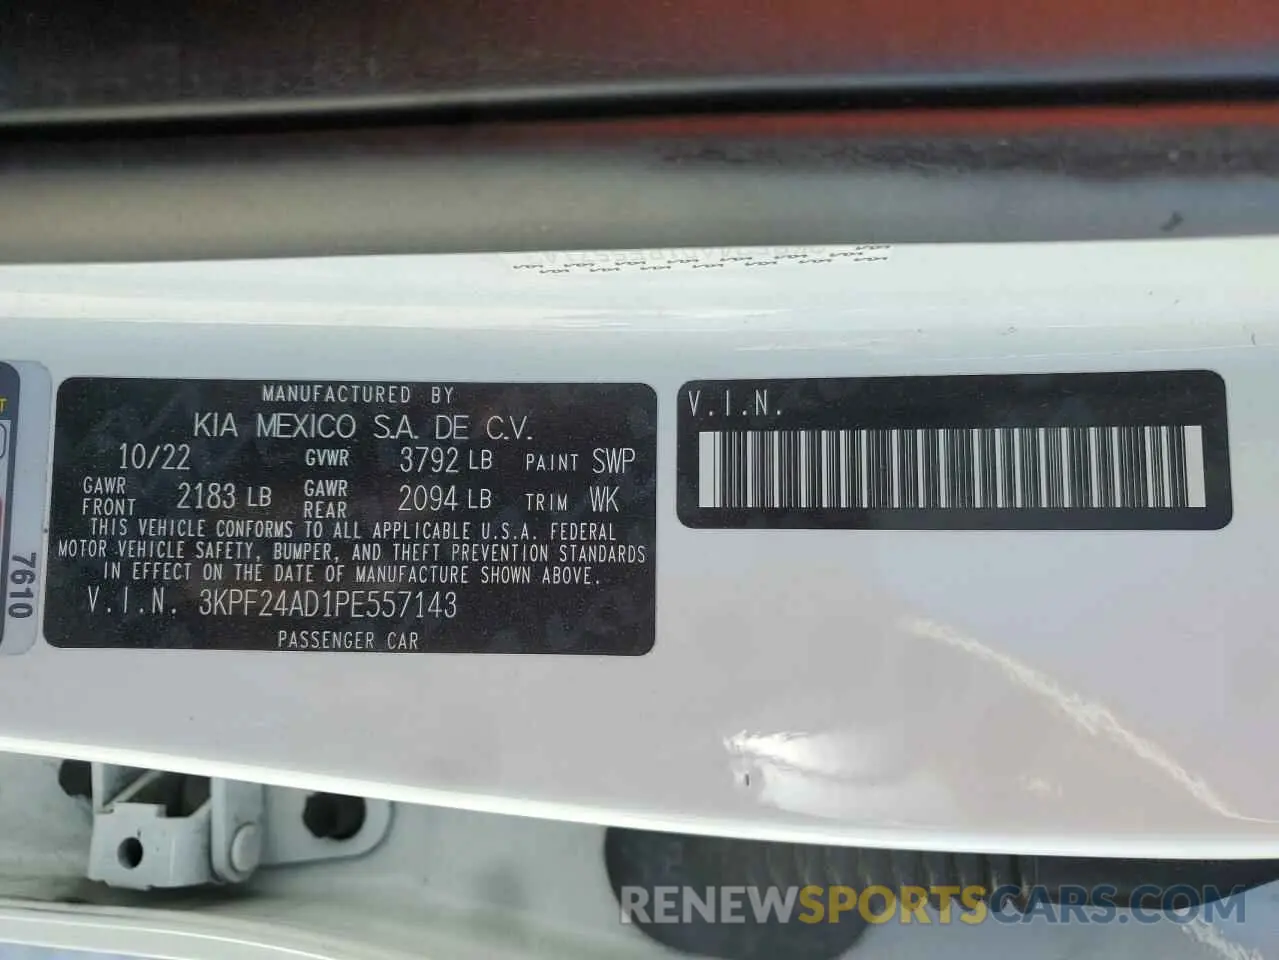 MANUFACTURED BY
KIA MEXICO S.A. DE C.V.
10/22 GVWR 3792 LB PAINT SWP
GAWR FRONT 2183 LB GAWR REAR 2094 LB TRIM WK
THIS VEHICLE CONFORMS TO ALL APPLICABLE U.S.A. FEDERAL
MOTOR VEHICLE SAFETY, BUMPER, AND THEFT PREVENTION STANDARDS
IN EFFECT ON THE DATE OF MANUFACTURE SHOWN ABOVE.
V.I.N. 3KPF24AD1PE557143
PASSENGER CAR
V.I.N.
7610
RENEWSPORTSCARS.COM